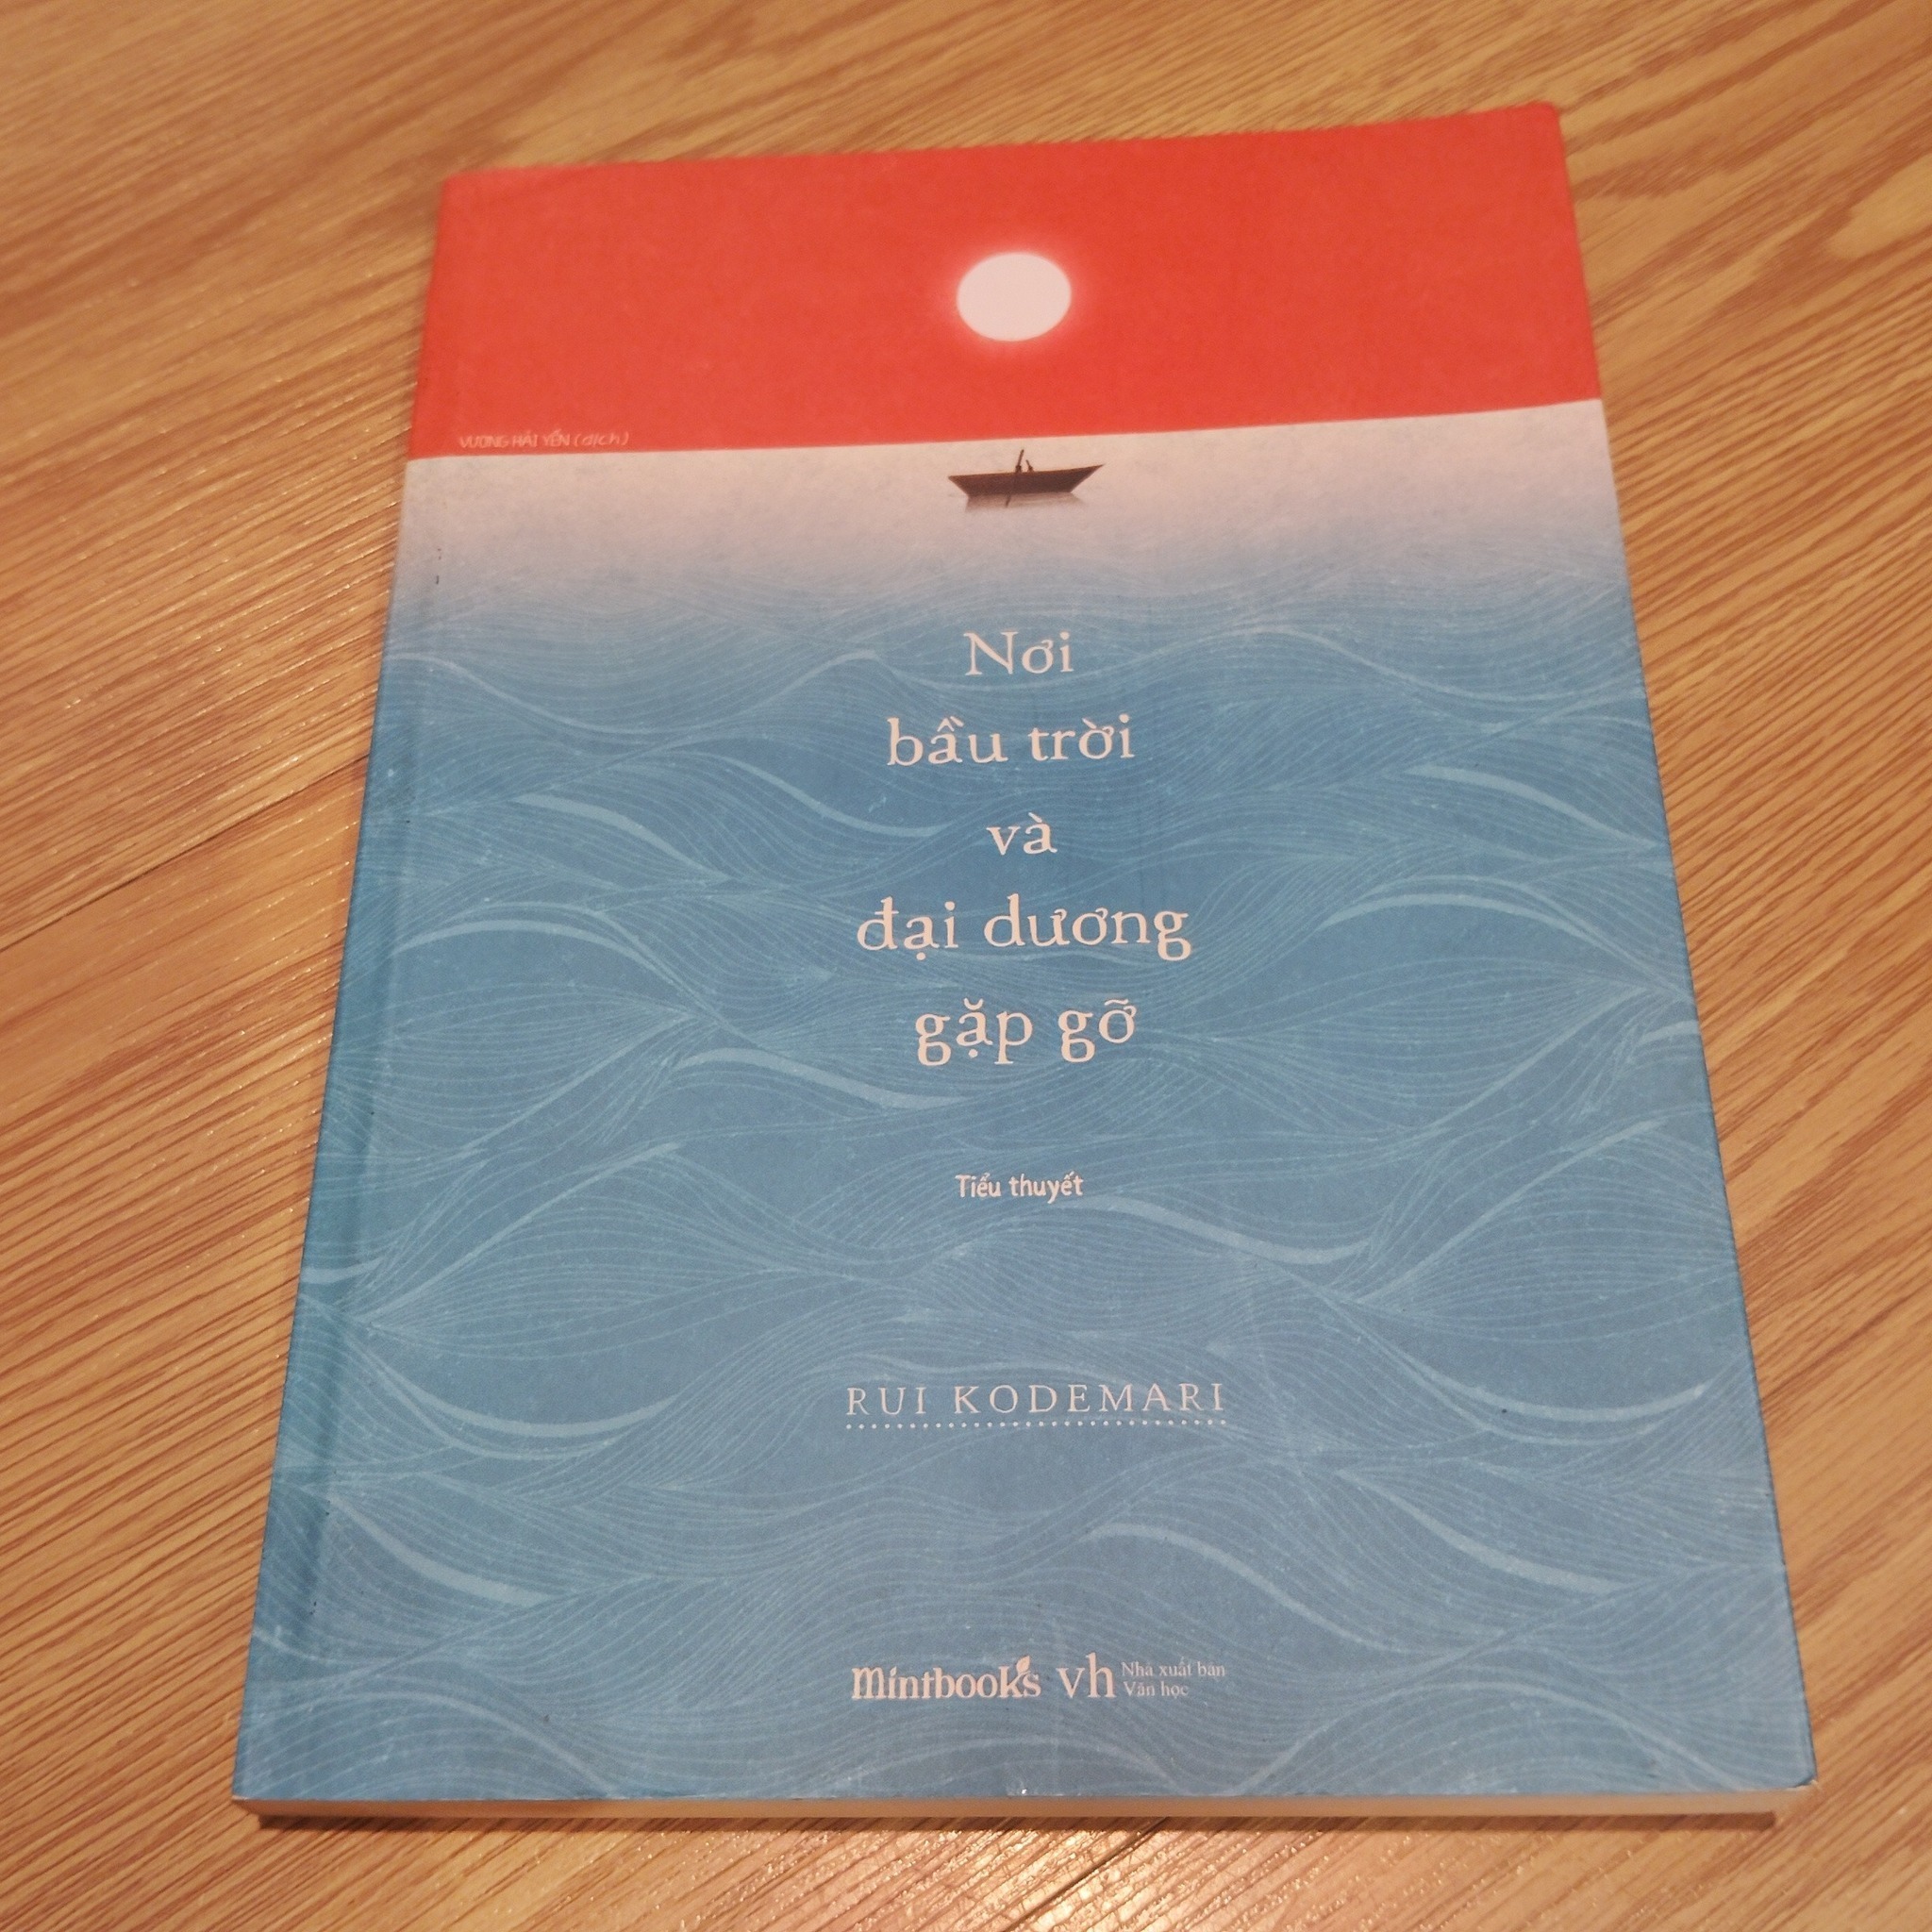 VƯƠNG HẢI YẾN (dịch)
Nơi
bầu trời
và
đại dương
gặp gỡ
Tiểu thuyết
RUI KODEMARI
mintbooks vh Nhà xuất bản
Văn học